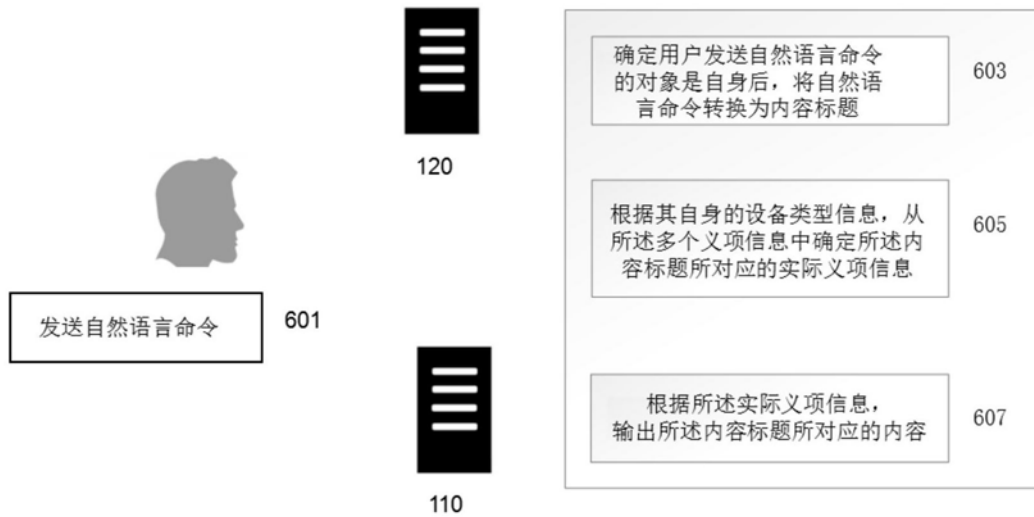 确定用户发送自然语言命令
的对象是自身后，将自然语
言命令转换为内容标题
603
120
根据其自身的设备类型信息，从
所述多个义项信息中确定所述内
容标题所对应的实际义项信息
605
发送自然语言命令
601
根据所述实际义项信息，
输出所述内容标题所对应的内容
607
110